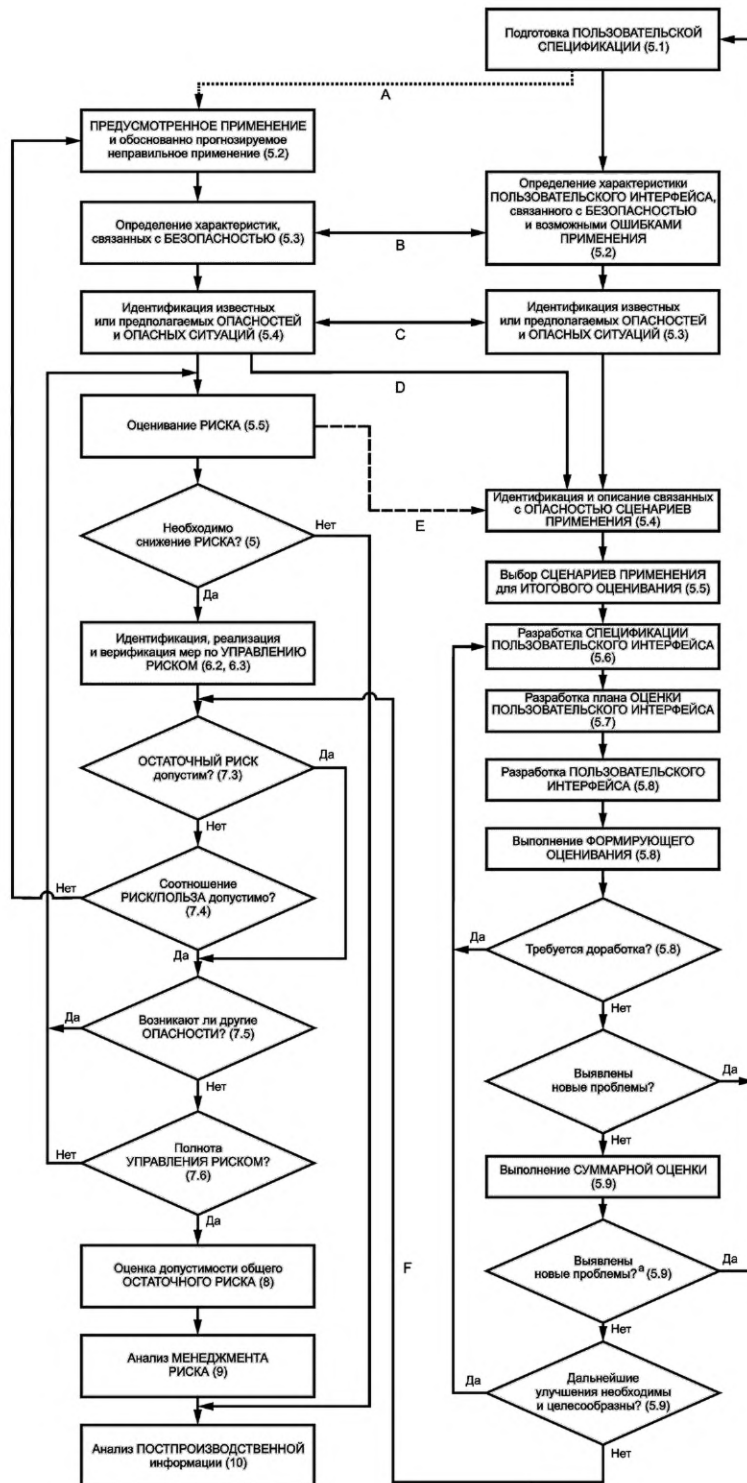 Подготовка ПОЛЬЗОВАТЕЛЬСКОЙ
СПЕЦИФИКАЦИИ (5.1)
A
ПРЕДУСМОТРЕННОЕ ПРИМЕНЕНИЕ
и обоснованно прогнозируемое
неправильное применение (5.2)
Определение характеристики
ПОЛЬЗОВАТЕЛЬСКОГО ИНТЕРФЕЙСА,
связанного с БЕЗОПАСНОСТЬЮ
и возможными ОШИБКАМИ
ПРИМЕНЕНИЯ
(5.2)
Определение характеристик,
связанных с БЕЗОПАСНОСТЬЮ (5.3)
B
Идентификация известных
или предполагаемых ОПАСНОСТЕЙ
и ОПАСНЫХ СИТУАЦИЙ (5.4)
C
Идентификация известных
или предполагаемых ОПАСНОСТЕЙ
и ОПАСНЫХ СИТУАЦИЙ (5.3)
D
Оценивание РИСКА (5.5)
E
Идентификация и описание связанных
с ОПАСНОСТЬЮ СЦЕНАРИЕВ
ПРИМЕНЕНИЯ (5.4)
Необходимо
снижение РИСКА? (5)
Нет
Да
Выбор СЦЕНАРИЕВ ПРИМЕНЕНИЯ
для ИТОГОВОГО ОЦЕНИВАНИЯ (5.5)
Идентификация, реализация
и верификация мер по УПРАВЛЕНИЮ
РИСКОМ (6.2, 6.3)
Разработка СПЕЦИФИКАЦИИ
ПОЛЬЗОВАТЕЛЬСКОГО ИНТЕРФЕЙСА
(5.6)
Разработка плана ОЦЕНКИ
ПОЛЬЗОВАТЕЛЬСКОГО ИНТЕРФЕЙСА
(5.7)
ОСТАТОЧНЫЙ РИСК
допустим? (7.3)
Да
Нет
Разработка ПОЛЬЗОВАТЕЛЬСКОГО
ИНТЕРФЕЙСА (5.8)
Выполнение ФОРМИРУЮЩЕГО
ОЦЕНИВАНИЯ (5.8)
Нет
Соотношение
РИСК/ПОЛЬЗА допустимо?
(7.4)
Да
Да
Требуется доработка? (5.8)
Нет
Да
Возникают ли другие
ОПАСНОСТИ? (7.5)
Нет
Выявлены
новые проблемы?
Да
Нет
Нет
Полнота
УПРАВЛЕНИЯ РИСКОМ?
(7.6)
Да
Выполнение СУММАРНОЙ ОЦЕНКИ
(5.9)
Оценка допустимости общего
ОСТАТОЧНОГО РИСКА (8)
F
Выявлены
новые проблемы?ᵃ (5.9)
Да
Нет
Анализ МЕНЕДЖМЕНТА
РИСКА (9)
Да
Дальнейшие
улучшения необходимы
и целесообразны? (5.9)
Нет
Анализ ПОСТПРОИЗВОДСТВЕННОЙ
информации (10)